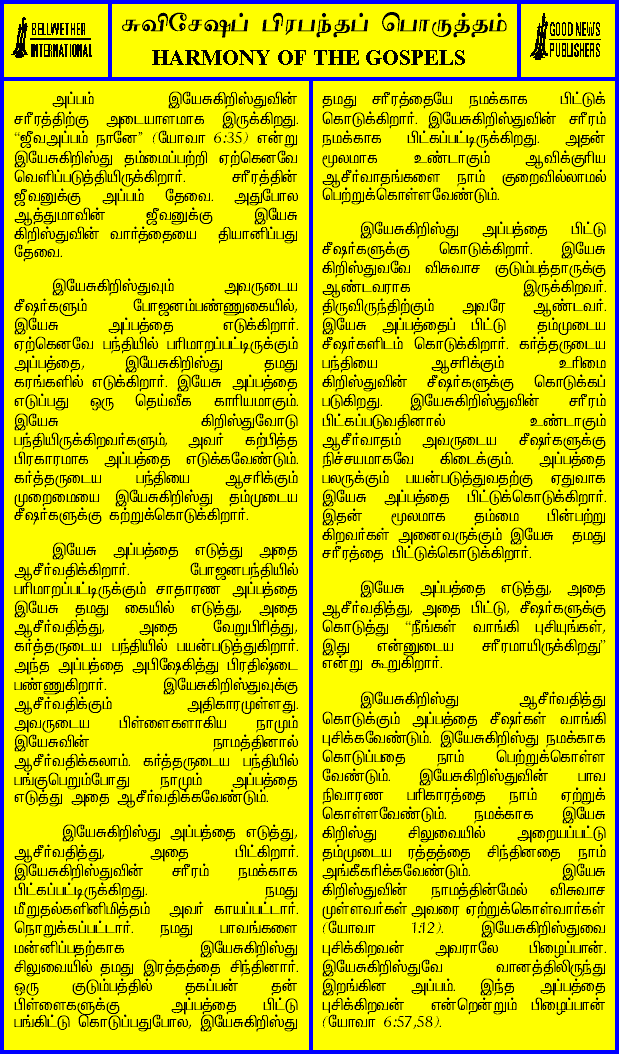 BELLWETHER
INTERNATIONAL
சுவிசேஷப் பிரபந்தப் பொருத்தம்
HARMONY OF THE GOSPELS
GOOD NEWS
PUBLISHERS
அப்பம் இயேசுகிறிஸ்துவின்
சரீரத்திற்கு அடையாளமாக இருக்கிறது.
“ஜீவஅப்பம் நானே” (யோவா 6:35) என்று
இயேசுகிறிஸ்து தம்மைப்பற்றி ஏற்கெனவே
வெளிப்படுத்தியிருக்கிறார். சரீரத்தின்
ஜீவனுக்கு அப்பம் தேவை. அதுபோல
ஆத்துமாவின் ஜீவனுக்கு இயேசு
கிறிஸ்துவின் வார்த்தையை தியானிப்பது
தேவை.
இயேசுகிறிஸ்துவும் அவருடைய
சீஷர்களும் போஜனம்பண்ணுகையில்,
இயேசு அப்பத்தை எடுக்கிறார்.
ஏற்கெனவே பந்தியில் பரிமாறப்பட்டிருக்கும்
அப்பத்தை, இயேசுகிறிஸ்து தமது
கரங்களில் எடுக்கிறார். இயேசு அப்பத்தை
எடுப்பது ஒரு தெய்வீக காரியமாகும்.
இயேசு கிறிஸ்துவோடு
பந்தியிருக்கிறவர்களும், அவர் கற்பித்த
பிரகாரமாக அப்பத்தை எடுக்கவேண்டும்.
கர்த்தருடைய பந்தியை ஆசரிக்கும்
முறைமையை இயேசுகிறிஸ்து தம்முடைய
சீஷர்களுக்கு கற்றுக்கொடுக்கிறார்.
இயேசு அப்பத்தை எடுத்து அதை
ஆசீர்வதிக்கிறார். போஜனபந்தியில்
பரிமாறப்பட்டிருக்கும் சாதாரண அப்பத்தை
இயேசு தமது கையில் எடுத்து, அதை
ஆசீர்வதித்து, அதை வேறுபிரித்து,
கர்த்தருடைய பந்தியில் பயன்படுத்துகிறார்.
அந்த அப்பத்தை அபிஷேகித்து பிரதிஷ்டை
பண்ணுகிறார். இயேசுகிறிஸ்துவுக்கு
ஆசீர்வதிக்கும் அதிகாரமுள்ளது.
அவருடைய பிள்ளைகளாகிய நாமும்
இயேசுவின் நாமத்தினால்
ஆசீர்வதிக்கலாம். கர்த்தருடைய பந்தியில்
பங்குபெறும்போது நாமும் அப்பத்தை
எடுத்து அதை ஆசீர்வதிக்கவேண்டும்.
இயேசுகிறிஸ்து அப்பத்தை எடுத்து,
ஆசீர்வதித்து, அதை பிட்கிறார்.
இயேசுகிறிஸ்துவின் சரீரம் நமக்காக
பிட்கப்பட்டிருக்கிறது. நமது
மீறுதல்களினிமித்தம் அவர் காயப்பட்டார்.
நொறுக்கப்பட்டார். நமது பாவங்களை
மன்னிப்பதற்காக இயேசுகிறிஸ்து
சிலுவையில் தமது இரத்தத்தை சிந்தினார்.
ஒரு குடும்பத்தில் தகப்பன் தன்
பிள்ளைகளுக்கு அப்பத்தை பிட்டு
பங்கிட்டு கொடுப்பதுபோல, இயேசுகிறிஸ்து
தமது சரீரத்தையே நமக்காக பிட்டுக்
கொடுக்கிறார். இயேசுகிறிஸ்துவின் சரீரம்
நமக்காக பிட்கப்பட்டிருக்கிறது. அதன்
மூலமாக உண்டாகும் ஆவிக்குரிய
ஆசீர்வாதங்களை நாம் குறைவில்லாமல்
பெற்றுக்கொள்ளவேண்டும்.
இயேசுகிறிஸ்து அப்பத்தை பிட்டு
சீஷர்களுக்கு கொடுக்கிறார். இயேசு
கிறிஸ்துவவே விசுவாச குடும்பத்தாருக்கு
ஆண்டவராக இருக்கிறவர்.
திருவிருந்திற்கும் அவரே ஆண்டவர்.
இயேசு அப்பத்தைப் பிட்டு தம்முடைய
சீஷர்களிடம் கொடுக்கிறார். கர்த்தருடைய
பந்தியை ஆசரிக்கும் உரிமை
கிறிஸ்துவின் சீஷர்களுக்கு கொடுக்கப்
படுகிறது. இயேசுகிறிஸ்துவின் சரீரம்
பிட்கப்படுவதினால் உண்டாகும்
ஆசீர்வாதம் அவருடைய சீஷர்களுக்கு
நிச்சயமாகவே கிடைக்கும். அப்பத்தை
பலருக்கும் பயன்படுத்துவதற்கு ஏதுவாக
இயேசு அப்பத்தை பிட்டுக்கொடுக்கிறார்.
இதன் மூலமாக தம்மை பின்பற்று
கிறவர்கள் அனைவருக்கும் இயேசு தமது
சரீரத்தை பிட்டுக்கொடுக்கிறார்.
இயேசு அப்பத்தை எடுத்து, அதை
ஆசீர்வதித்து, அதை பிட்டு, சீஷர்களுக்கு
கொடுத்து “நீங்கள் வாங்கி புசியுங்கள்,
இது என்னுடைய சரீரமாயிருக்கிறது”
என்று கூறுகிறார்.
இயேசுகிறிஸ்து ஆசீர்வதித்து
கொடுக்கும் அப்பத்தை சீஷர்கள் வாங்கி
புசிக்கவேண்டும். இயேசுகிறிஸ்து நமக்காக
கொடுப்பதை நாம் பெற்றுக்கொள்ள
வேண்டும். இயேசுகிறிஸ்துவின் பாவ
நிவாரண பரிகாரத்தை நாம் ஏற்றுக்
கொள்ளவேண்டும். நமக்காக இயேசு
கிறிஸ்து சிலுவையில் அறையப்பட்டு
தம்முடைய ரத்தத்தை சிந்தினதை நாம்
அங்கீகரிக்கவேண்டும். இயேசு
கிறிஸ்துவின் நாமத்தின்மேல் விசுவாச
முள்ளவர்கள் அவரை ஏற்றுக்கொள்வார்கள்
(யோவா 1:12). இயேசுகிறிஸ்துவை
புசிக்கிறவன் அவராலே பிழைப்பான்.
இயேசுகிறிஸ்துவே வானத்திலிருந்து
இறங்கின அப்பம். இந்த அப்பத்தை
புசிக்கிறவன் என்றென்றும் பிழைப்பான்
(யோவா 6:57,58).